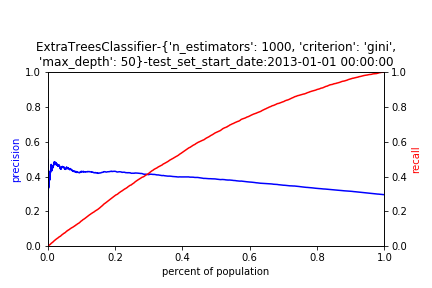 ExtraTreesClassifier-{'n_estimators': 1000, 'criterion': 'gini',
'max_depth': 50}-test_set_start_date:2013-01-01 00:00:00
1.0 1.0
0.8 0.8
0.6 0.6
precision recall
0.4 0.4
0.2 0.2
0.0 0.0
0.0 0.2 0.4 0.6 0.8 1.0
percent of population